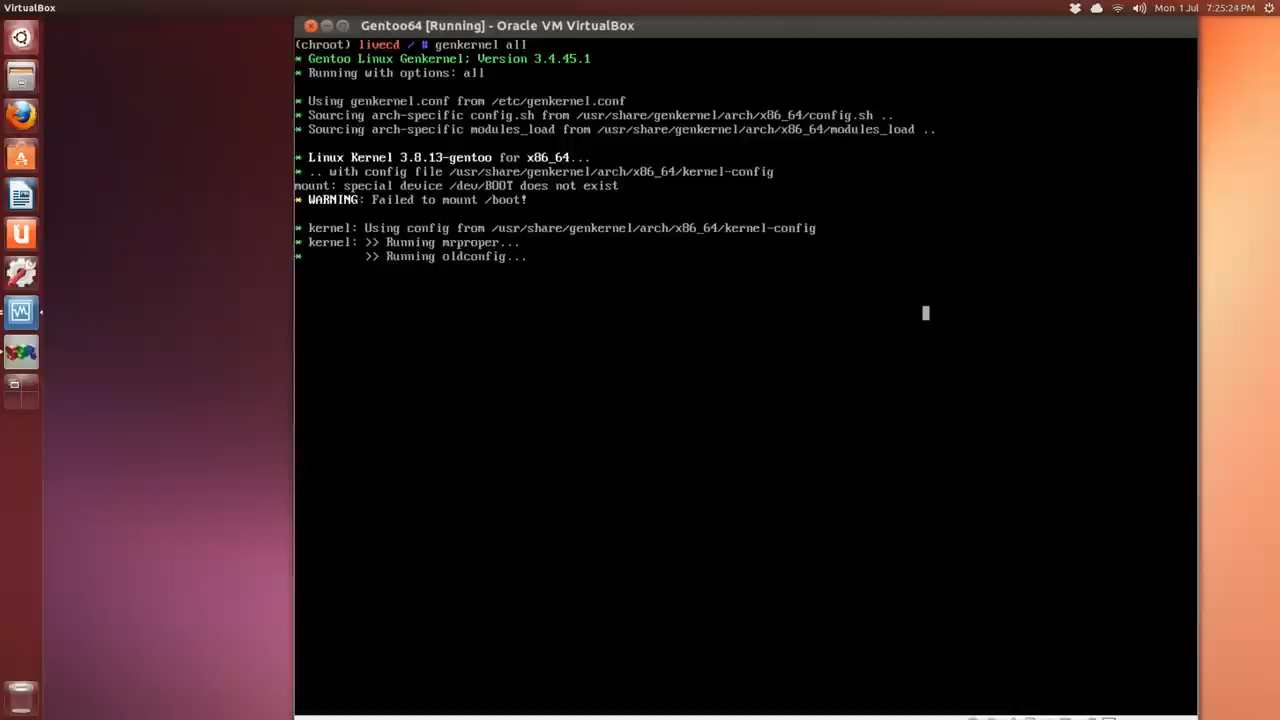 VirtualBox
Mon 1 Jul 7:25:24 PM
Gentoo64 [Running] - Oracle VM VirtualBox
(chroot) livecd / # genkernel all
* Gentoo Linux Genkernel; Version 3.4.45.1
* Running with options: all
* Using genkernel.conf from /etc/genkernel.conf
* Sourcing arch-specific config.sh from /usr/share/genkernel/arch/x86_64/config.sh ..
* Sourcing arch-specific modules_load from /usr/share/genkernel/arch/x86_64/modules_load ..
* Linux Kernel 3.8.13-gentoo for x86_64...
* .. with config file /usr/share/genkernel/arch/x86_64/kernel-config
mount: special device /dev/BOOT does not exist
* WARNING: Failed to mount /boot!
* kernel: Using config from /usr/share/genkernel/arch/x86_64/kernel-config
* kernel: >> Running mrproper...
* >> Running oldconfig...